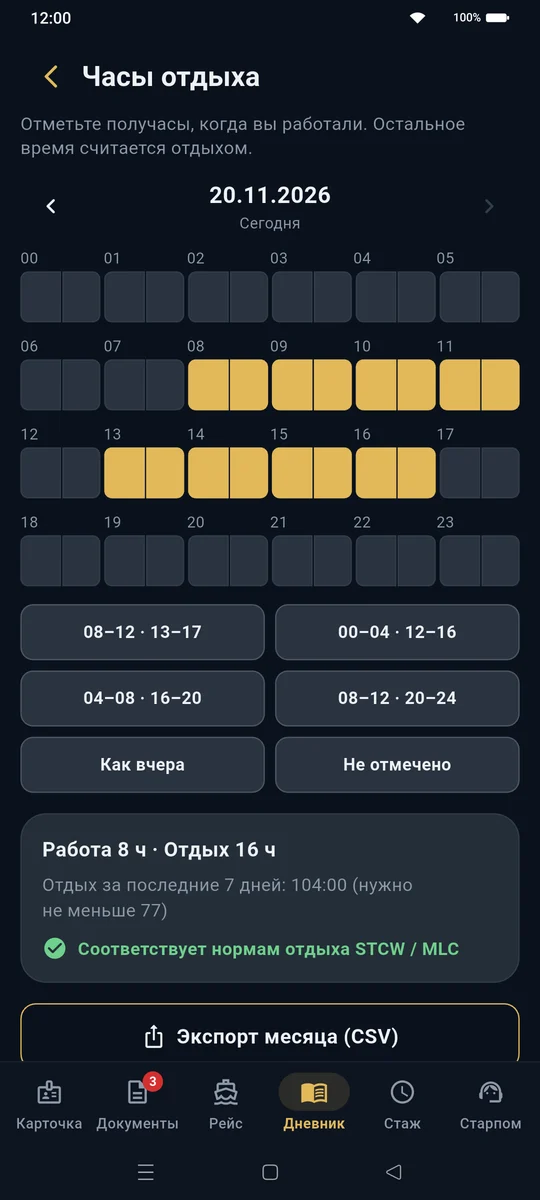 12:00
100%
Часы отдыха
Отметьте получасы, когда вы работали. Остальное
время считается отдыхом.
20.11.2026
Сегодня
00 01 02 03 04 05
06 07 08 09 10 11
12 13 14 15 16 17
18 19 20 21 22 23
08–12 · 13–17
00–04 · 12–16
04–08 · 16–20
08–12 · 20–24
Как вчера
Не отмечено
Работа 8 ч · Отдых 16 ч
Отдых за последние 7 дней: 104:00 (нужно
не меньше 77)
Соответствует нормам отдыха STCW / MLC
Экспорт месяца (CSV)
3
Карточка Документы Рейс Дневник Стаж Старпом